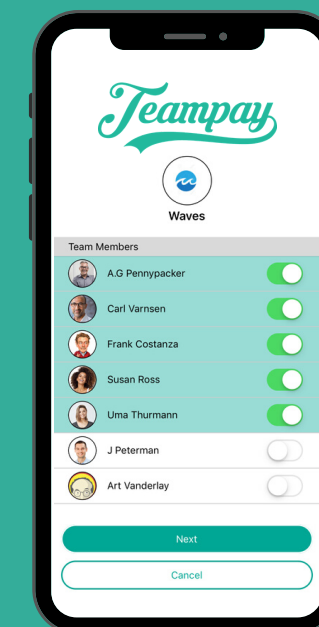 Teampay
Waves
Team Members
A.G Pennypacker
Carl Varnsen
Frank Costanza
Susan Ross
Uma Thurmann
J Peterman
Art Vanderlay
Next
Cancel